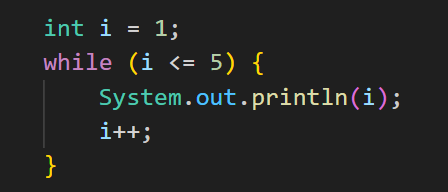 int i = 1;
while (i <= 5) {
    System.out.println(i);
    i++;
}